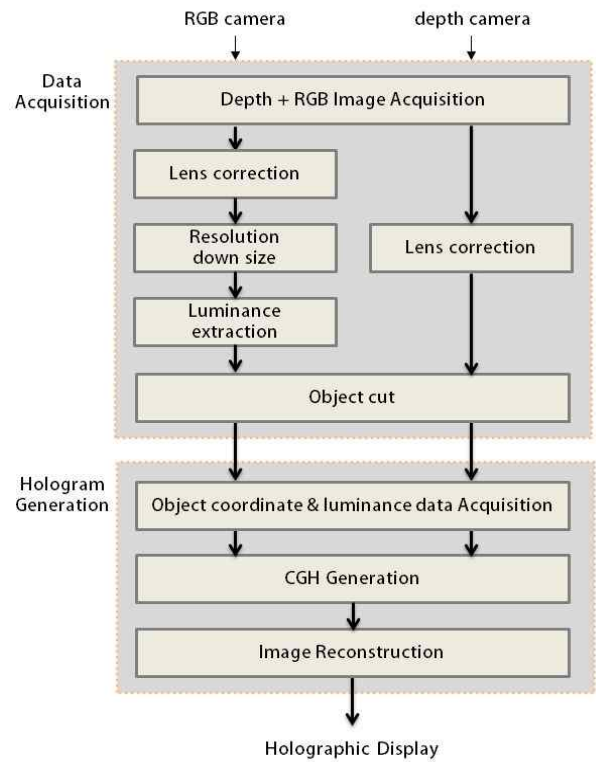 RGB camera
depth camera
Data
Acquisition
Depth + RGB Image Acquisition
Lens correction
Resolution
down size
Lens correction
Luminance
extraction
Object cut
Hologram
Generation
Object coordinate & luminance data Acquisition
CGH Generation
Image Reconstruction
Holographic Display